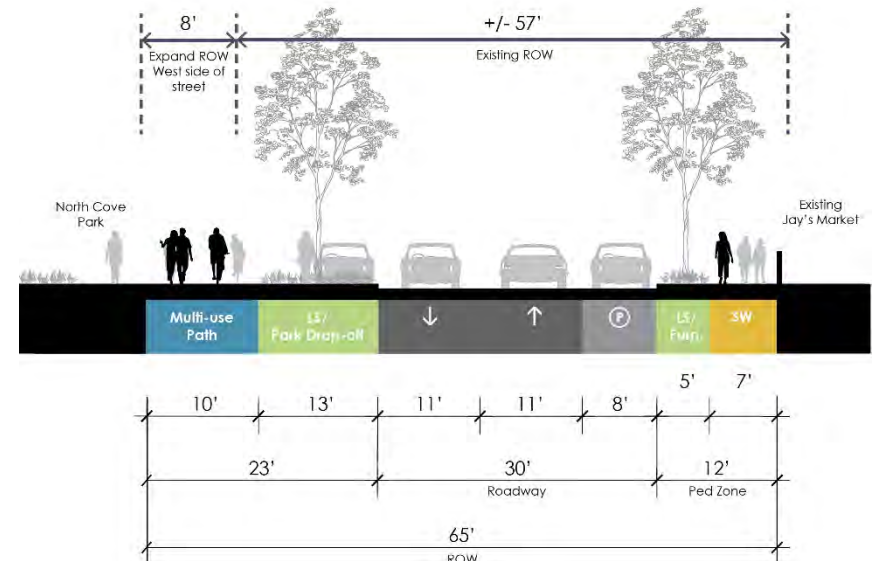 8’
+/- 57’
Expand ROW
West side of
street
Existing ROW
North Cove
Park
Existing
Jay’s Market
Multi-use
Path
LS/
Park Drop-off
↓
↑
P
LS/
Furn.
SW
5’
7’
10’
13’
11’
11’
8’
23’
30’
12’
Roadway
Ped Zone
65’
ROW